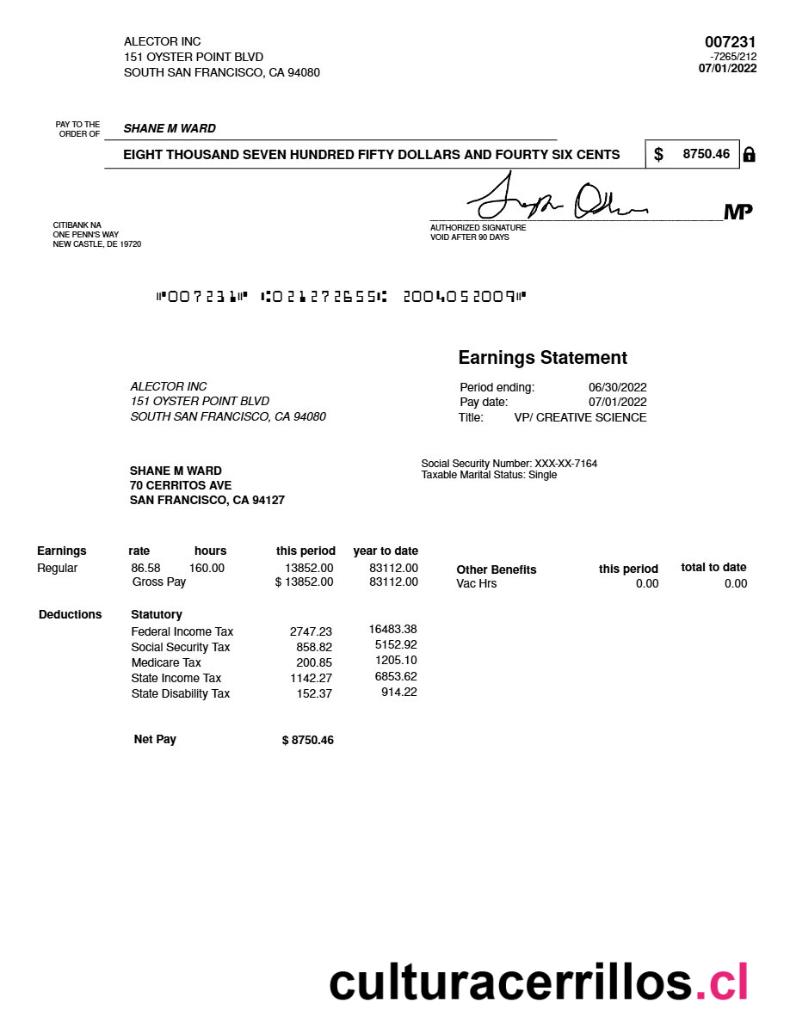 ALECTOR INC
151 OYSTER POINT BLVD
SOUTH SAN FRANCISCO, CA 94080
007231
-7265/212
07/01/2022
PAY TO THE
ORDER OF
SHANE M WARD
EIGHT THOUSAND SEVEN HUNDRED FIFTY DOLLARS AND FOURTY SIX CENTS $ 8750.46
MP
AUTHORIZED SIGNATURE
VOID AFTER 90 DAYS
CITIBANK NA
ONE PENN'S WAY
NEW CASTLE, DE 19720
⑈007231⑈ ⑆021272655⑆ 2004052009⑈
Earnings Statement
ALECTOR INC
151 OYSTER POINT BLVD
SOUTH SAN FRANCISCO, CA 94080
Period ending: 06/30/2022
Pay date: 07/01/2022
Title: VP/ CREATIVE SCIENCE
SHANE M WARD
70 CERRITOS AVE
SAN FRANCISCO, CA 94127
Social Security Number: XXX-XX-7164
Taxable Marital Status: Single
Earnings rate hours this period year to date
Regular 86.58 160.00 13852.00 83112.00
Gross Pay $ 13852.00 83112.00
Other Benefits this period total to date
Vac Hrs 0.00 0.00
Deductions Statutory
Federal Income Tax 2747.23 16483.38
Social Security Tax 858.82 5152.92
Medicare Tax 200.85 1205.10
State Income Tax 1142.27 6853.62
State Disability Tax 152.37 914.22
Net Pay $ 8750.46
culturacerrillos.cl